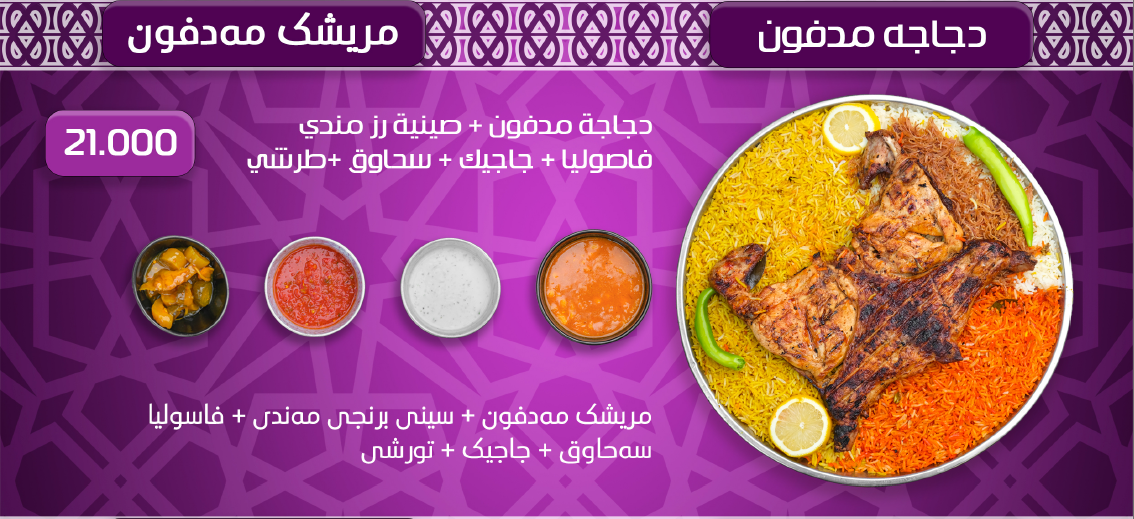 دجاجه مدفون
مریشک مەدفون
دجاجة مدفون + صينية رز مندي
فاصوليا + جاجيك + سحاوق +طرشي
21.000
مریشک مەدفون + سینی برنجی مەندی + فاسولیا
سەحاوق + جاجیک + تورشی